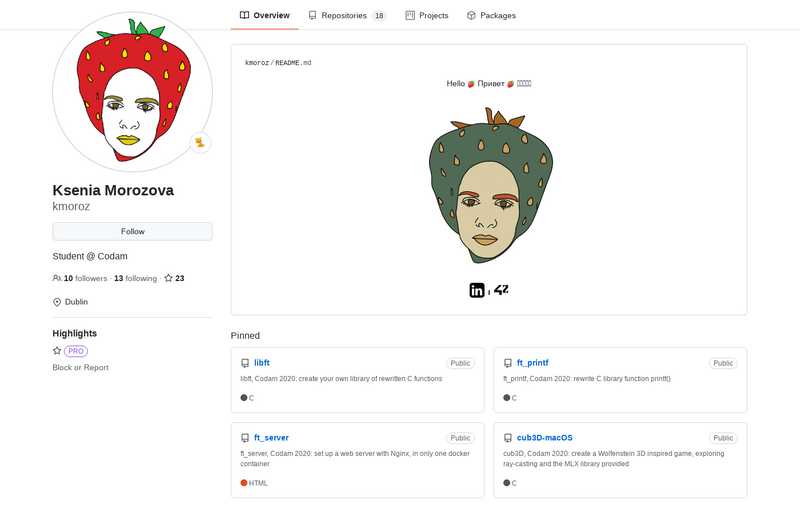 Overview
Repositories 18
Projects
Packages
Ksenia Morozova
kmoroz
Follow
Student @ Codam
10 followers · 13 following · 23
Dublin
Highlights
PRO
Block or Report
kmoroz / README.md
Hello 🍓 Привет 🍓
in | 42
Pinned
libft Public
libft, Codam 2020: create your own library of rewritten C functions
C
ft_printf Public
ft_printf, Codam 2020: rewrite C library function printf()
C
ft_server Public
ft_server, Codam 2020: set up a web server with Nginx, in only one docker
container
HTML
cub3D-macOS Public
cub3D, Codam 2020: create a Wolfenstein 3D inspired game, exploring
ray-casting and the MLX library provided
C